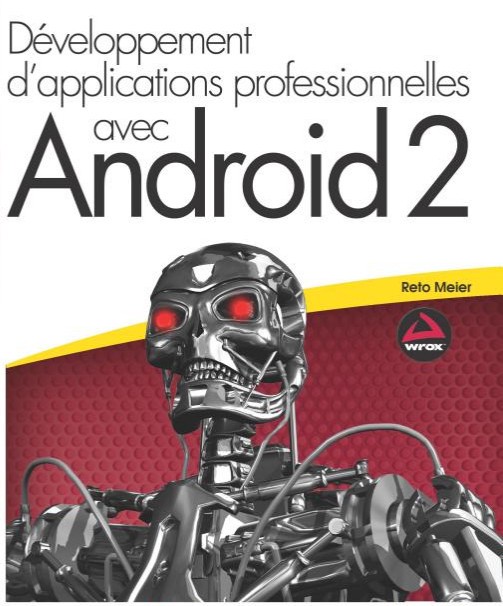 Développement
d'applications professionnelles
avec
Android 2
Reto Meier
wrox